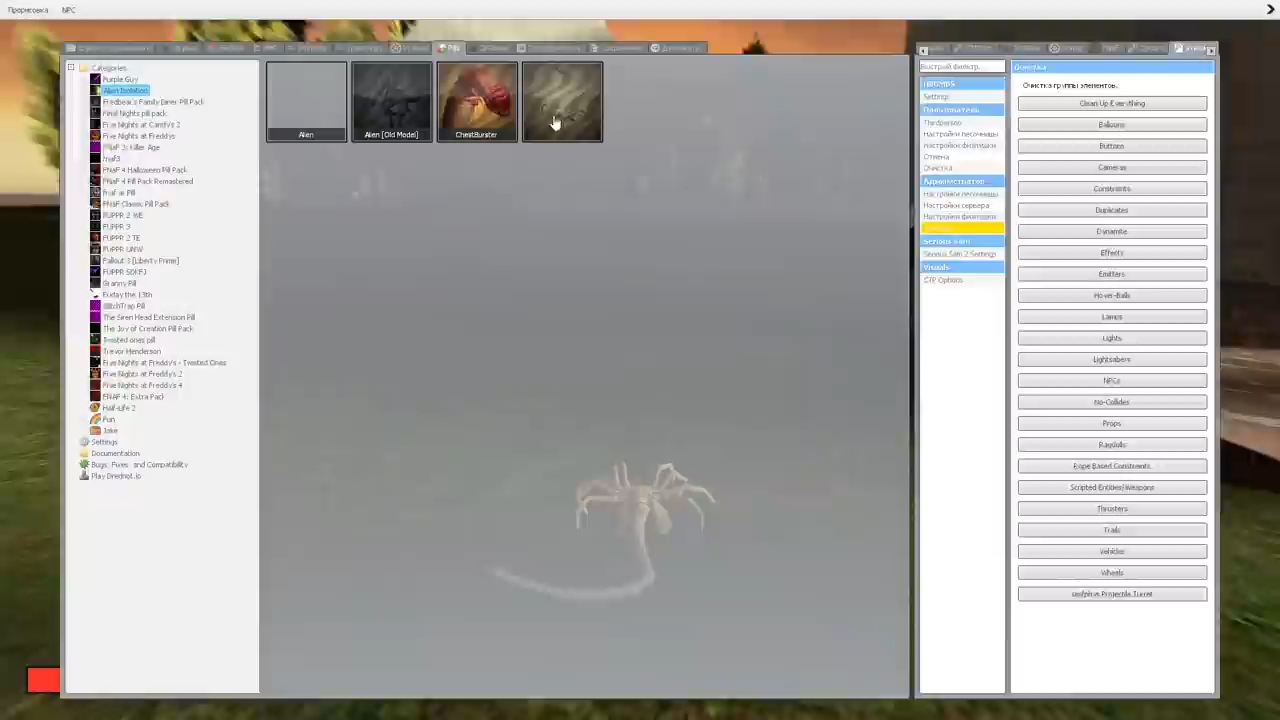 Прорисовка NPC
Pills
Categories
Purple Guy
Alien Isolation
Fredbear's Family Diner Pill Pack
Final Nights pill pack
Five Nights at Candy's 2
Five Nights at Freddys
FNaF 3: Killer Age
fnaf3
FNaF 4 Halloween Pill Pack
FNaF 4 Pill Pack Remastered
FNaF ar Pill
FNaF Classic Pill Pack
FUPPR 2 WE
FUPPR 3
FUPPR 2 TE
FUPPR UNW
Fallout 3 [Liberty Prime]
Granny Pill
Friday the 13th
GlitchTrap Pill
The Siren Head Extension Pill
The Joy of Creation Pill Pack
Twisted ones pill
Trevor Henderson
Five Nights at Freddy's - Twisted Ones
Five Nights at Freddy's 2
Five Nights at Freddy's 4
FNAF 4: Extra Pack
Half-Life 2
Fun
Joke
Settings
Documentation
Bugs, Fixes, and Compatibility
Play Drednot.io
Alien
Alien [Old Model]
ChestBurster
Быстрый фильтр...
Settings
Пользователь
Thirdperson
Настройки песочницы
Настройки физпушки
Отмена
Очистка
Администратор...
Настройки песочницы
Настройки сервера
Настройки физпушки
Serious Sam
Serious Sam 2 Settings
Visuals
CTP Options
Очистка
Очистка группы элементов.
Clean Up Everything
Balloons
Buttons
Cameras
Constraints
Duplicates
Dynamite
Effects
Emitters
Hover-Balls
Lamps
Lights
Lightsabers
NPCs
No-Collides
Props
Ragdolls
Rope Based Constraints
Scripted Entities/Weapons
Thrusters
Trails
Vehicles
Wheels
Projectile Turret